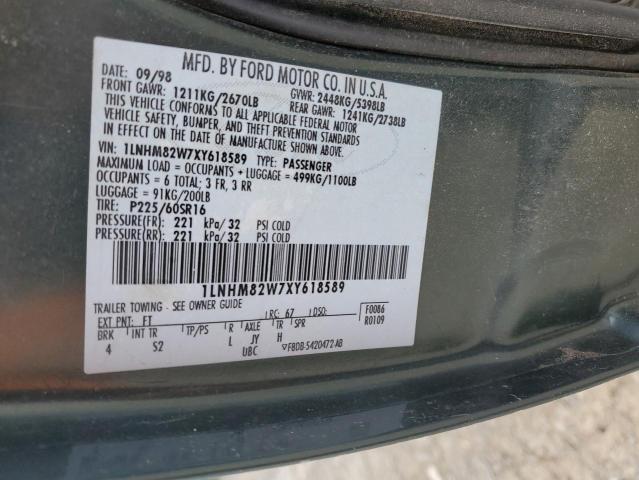 MFD. BY FORD MOTOR CO. IN U.S.A.
09/98 GVWR: 2448KG/5398LB
FRONT GAWR: 1211KG/2670LB REAR GAWR: 1241KG/2738LB
THIS VEHICLE CONFORMS TO ALL APPLICABLE FEDERAL MOTOR
VEHICLE SAFETY, BUMPER, AND THEFT PREVENTION STANDARDS
IN EFFECT ON THE DATE OF MANUFACTURE SHOWN ABOVE.
VIN: 1LNHM82W7XY618589 TYPE: PASSENGER
MAXIMUM LOAD = OCCUPANTS + LUGGAGE = 499KG/1100LB
OCCUPANTS = 6 TOTAL; 3 FR, 3 RR
LUGGAGE = 91KG/200LB
TIRE: P225/60SR16
PRESSURE(FR): 221 kPa/32 PSI COLD
PRESSURE(RR): 221 kPa/32 PSI COLD
1LNHM82W7XY618589
TRAILER TOWING - SEE OWNER GUIDE
EXT PNT: FT RC: 67 DSO: F0086
BRK INT TR TP/PS R AXLE TR SPR R0109
4 S2 L JY H
UBC F8DB-5420472-AB